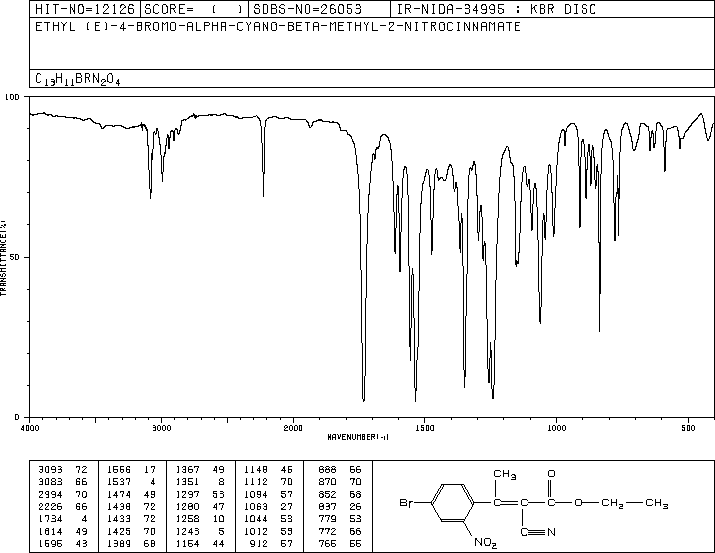 HIT-NO=12126 SCORE= ( ) SDBS-NO=26053 IR-NIDA-34995 : KBR DISC
ETHYL (E)-4-BROMO-ALPHA-CYANO-BETA-METHYL-2-NITROCINNAMATE
C13H11BRN2O4
100
50
0
TRANSMITTANCE(%)
4000 3000 2000 1500 1000 500
WAVENUMBER(-1)
3093 72 1556 17 1367 49 1148 46 888 66
3083 66 1537 4 1351 8 1112 70 870 70
2994 70 1474 49 1297 53 1094 57 852 68
2226 66 1438 72 1280 47 1063 27 837 26
1734 4 1433 72 1258 10 1044 53 779 53
1614 49 1425 70 1243 5 1012 59 772 66
1595 43 1389 68 1154 44 912 57 766 55
CH3
O
Br
O
CH2
CH3
NO2
C
N